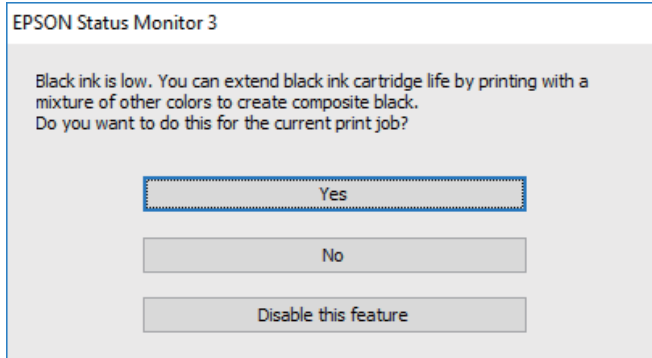 EPSON Status Monitor 3
Black ink is low. You can extend black ink cartridge life by printing with a
mixture of other colors to create composite black.
Do you want to do this for the current print job?
Yes
No
Disable this feature